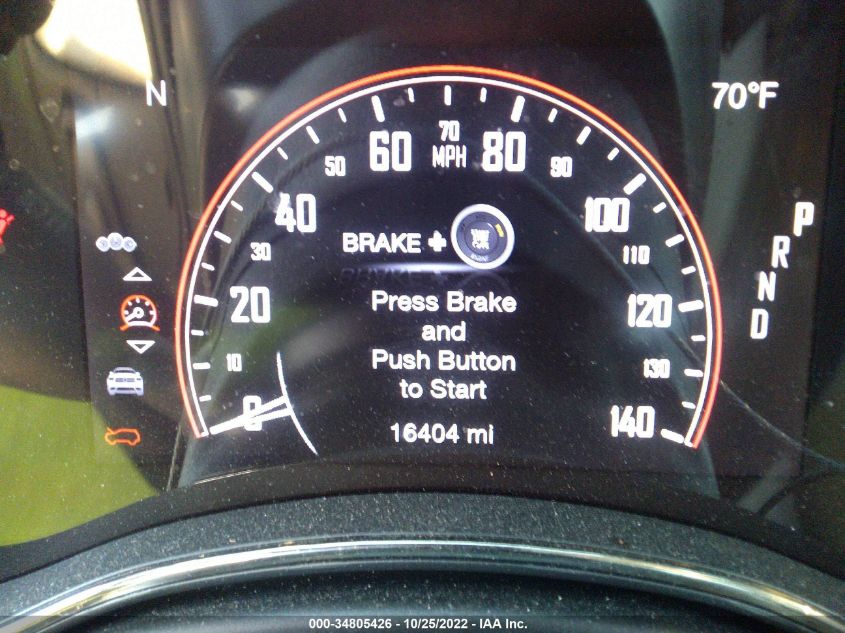 N
70°F
70
60 MPH 80
50 90
40 100
BRAKE +
30 110
P
R
N
D
Press Brake
20 and 120
Push Button
10 to Start 130
0 140
16404 mi
000-34805426 - 10/25/2022 - IAA Inc.